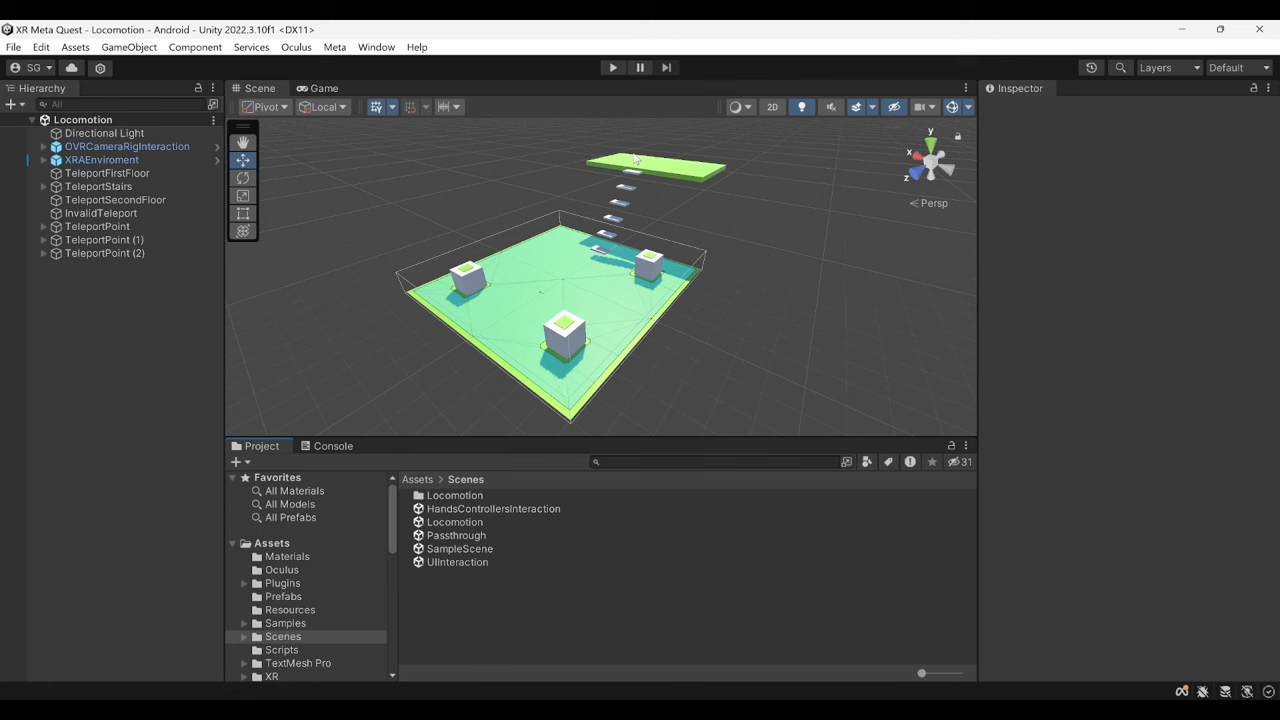 XR Meta Quest - Locomotion - Android - Unity 2022.3.10f1 <DX11>
File Edit Assets GameObject Component Services Oculus Meta Window Help
SG Layers Default
Hierarchy Scene Game Inspector
All Pivot Local 2D
Locomotion
Directional Light
OVRCameraRigInteraction
XRAEnviroment
TeleportFirstFloor
TeleportStairs
TeleportSecondFloor
InvalidTeleport
TeleportPoint
TeleportPoint (1)
TeleportPoint (2)
y
x
z
Persp
Project Console
31
Favorites
All Materials
All Models
All Prefabs
Assets
Materials
Oculus
Plugins
Prefabs
Resources
Samples
Scenes
Scripts
TextMesh Pro
XR
Assets > Scenes
Locomotion
HandsControllersInteraction
Locomotion
Passthrough
SampleScene
UIInteraction